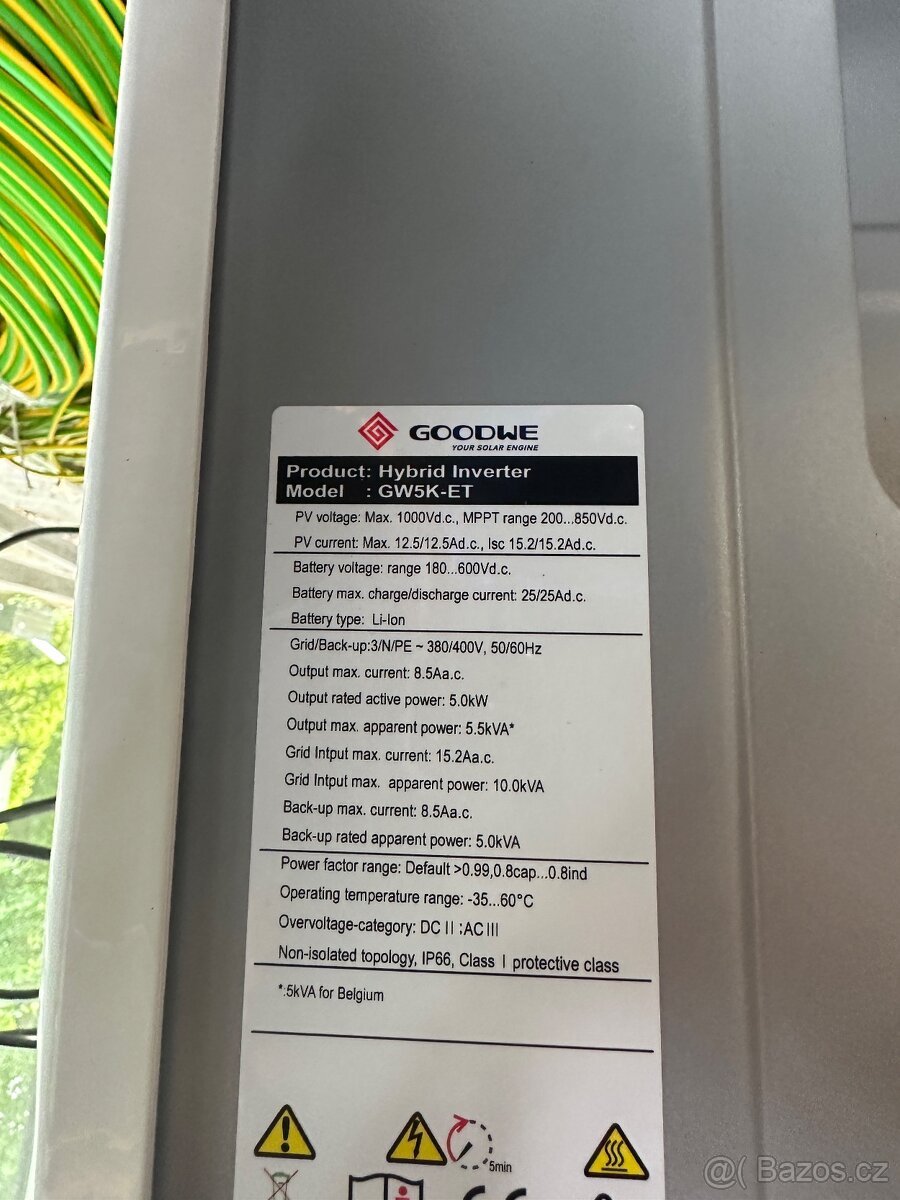 GOODWE
YOUR SOLAR ENGINE
Product: Hybrid Inverter
Model : GW5K-ET
PV voltage: Max. 1000Vd.c., MPPT range 200...850Vd.c.
PV current: Max. 12.5/12.5Ad.c., Isc 15.2/15.2Ad.c.
Battery voltage: range 180...600Vd.c.
Battery max. charge/discharge current: 25/25Ad.c.
Battery type: Li-Ion
Grid/Back-up:3/N/PE ~ 380/400V, 50/60Hz
Output max. current: 8.5Aa.c.
Output rated active power: 5.0kW
Output max. apparent power: 5.5kVA*
Grid Intput max. current: 15.2Aa.c.
Grid Intput max. apparent power: 10.0kVA
Back-up max. current: 8.5Aa.c.
Back-up rated apparent power: 5.0kVA
Power factor range: Default >0.99,0.8cap...0.8ind
Operating temperature range: -35...60°C
Overvoltage-category: DC II ;AC III
Non-isolated topology, IP66, Class I protective class
*:5kVA for Belgium
5min
@( Bazos.cz